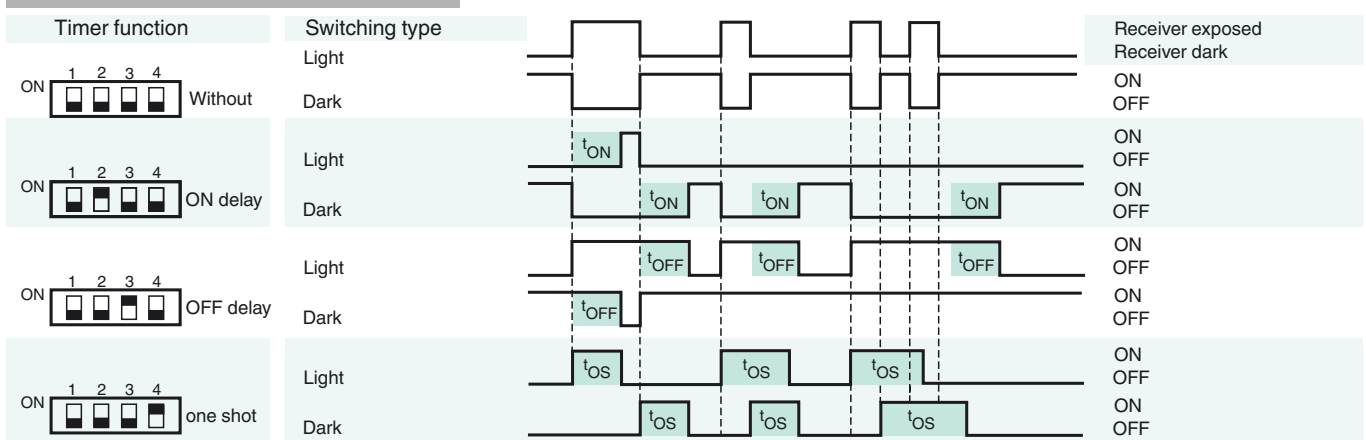 Timer function Switching type Receiver exposed
Light Receiver dark
1 2 3 4
ON Without ON
Dark OFF
Light tON ON
OFF
1 2 3 4
ON ON delay tON tON tON ON
Dark OFF
Light tOFF tOFF tOFF ON
OFF
1 2 3 4
ON OFF delay tOFF ON
Dark OFF
Light tOS tOS tOS ON
OFF
1 2 3 4
ON one shot tOS tOS tOS ON
Dark OFF